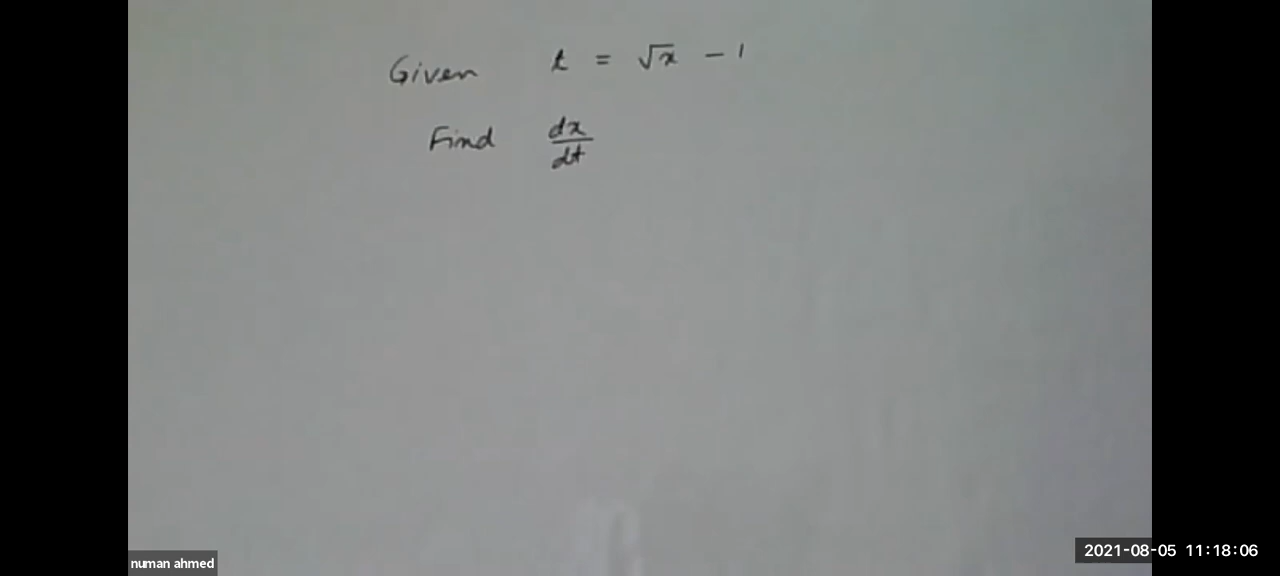 Given t = √x - 1
Find dx/dt
numan ahmed
2021-08-05 11:18:06